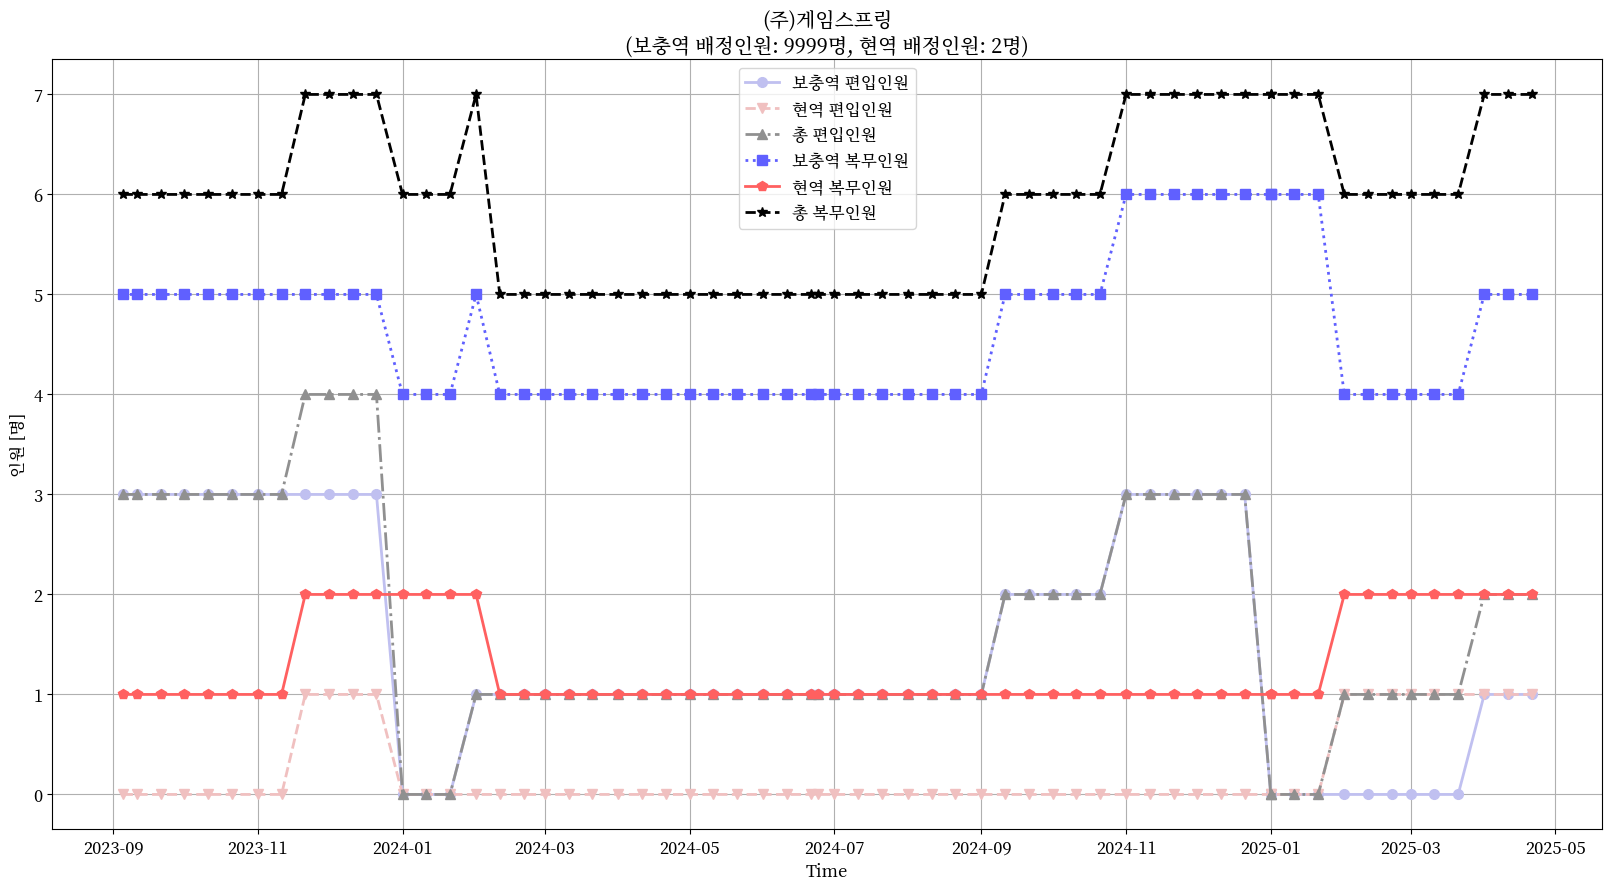 (주)게임스프링
(보충역 배정인원: 9999명, 현역 배정인원: 2명)
보충역 편입인원
현역 편입인원
총 편입인원
보충역 복무인원
현역 복무인원
총 복무인원
인원 [명]
7
6
5
4
3
2
1
0
2023-09 2023-11 2024-01 2024-03 2024-05 2024-07 2024-09 2024-11 2025-01 2025-03 2025-05
Time